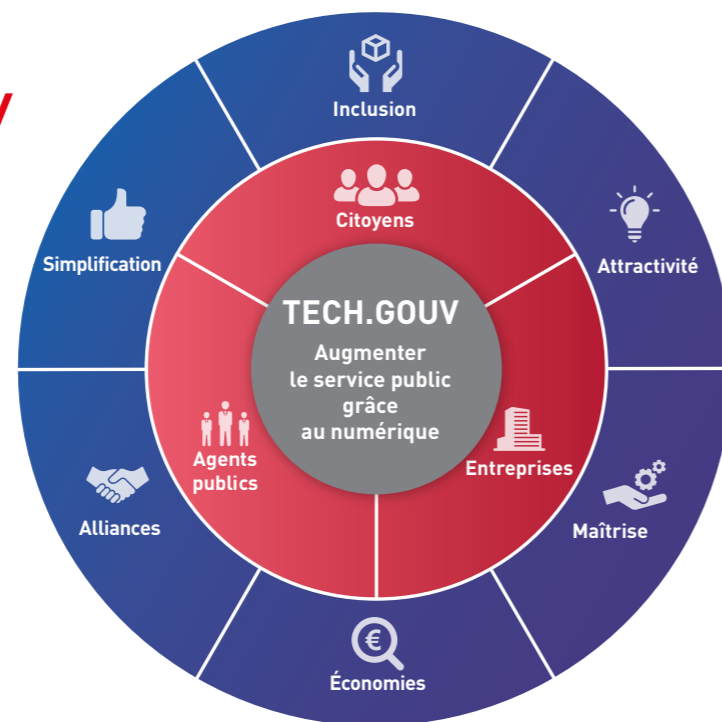 Inclusion
Citoyens
Simplification
Attractivité
TECH.GOUV
Augmenter
le service public
grâce
au numérique
Agents
publics
Entreprises
Alliances
Maîtrise
Économies